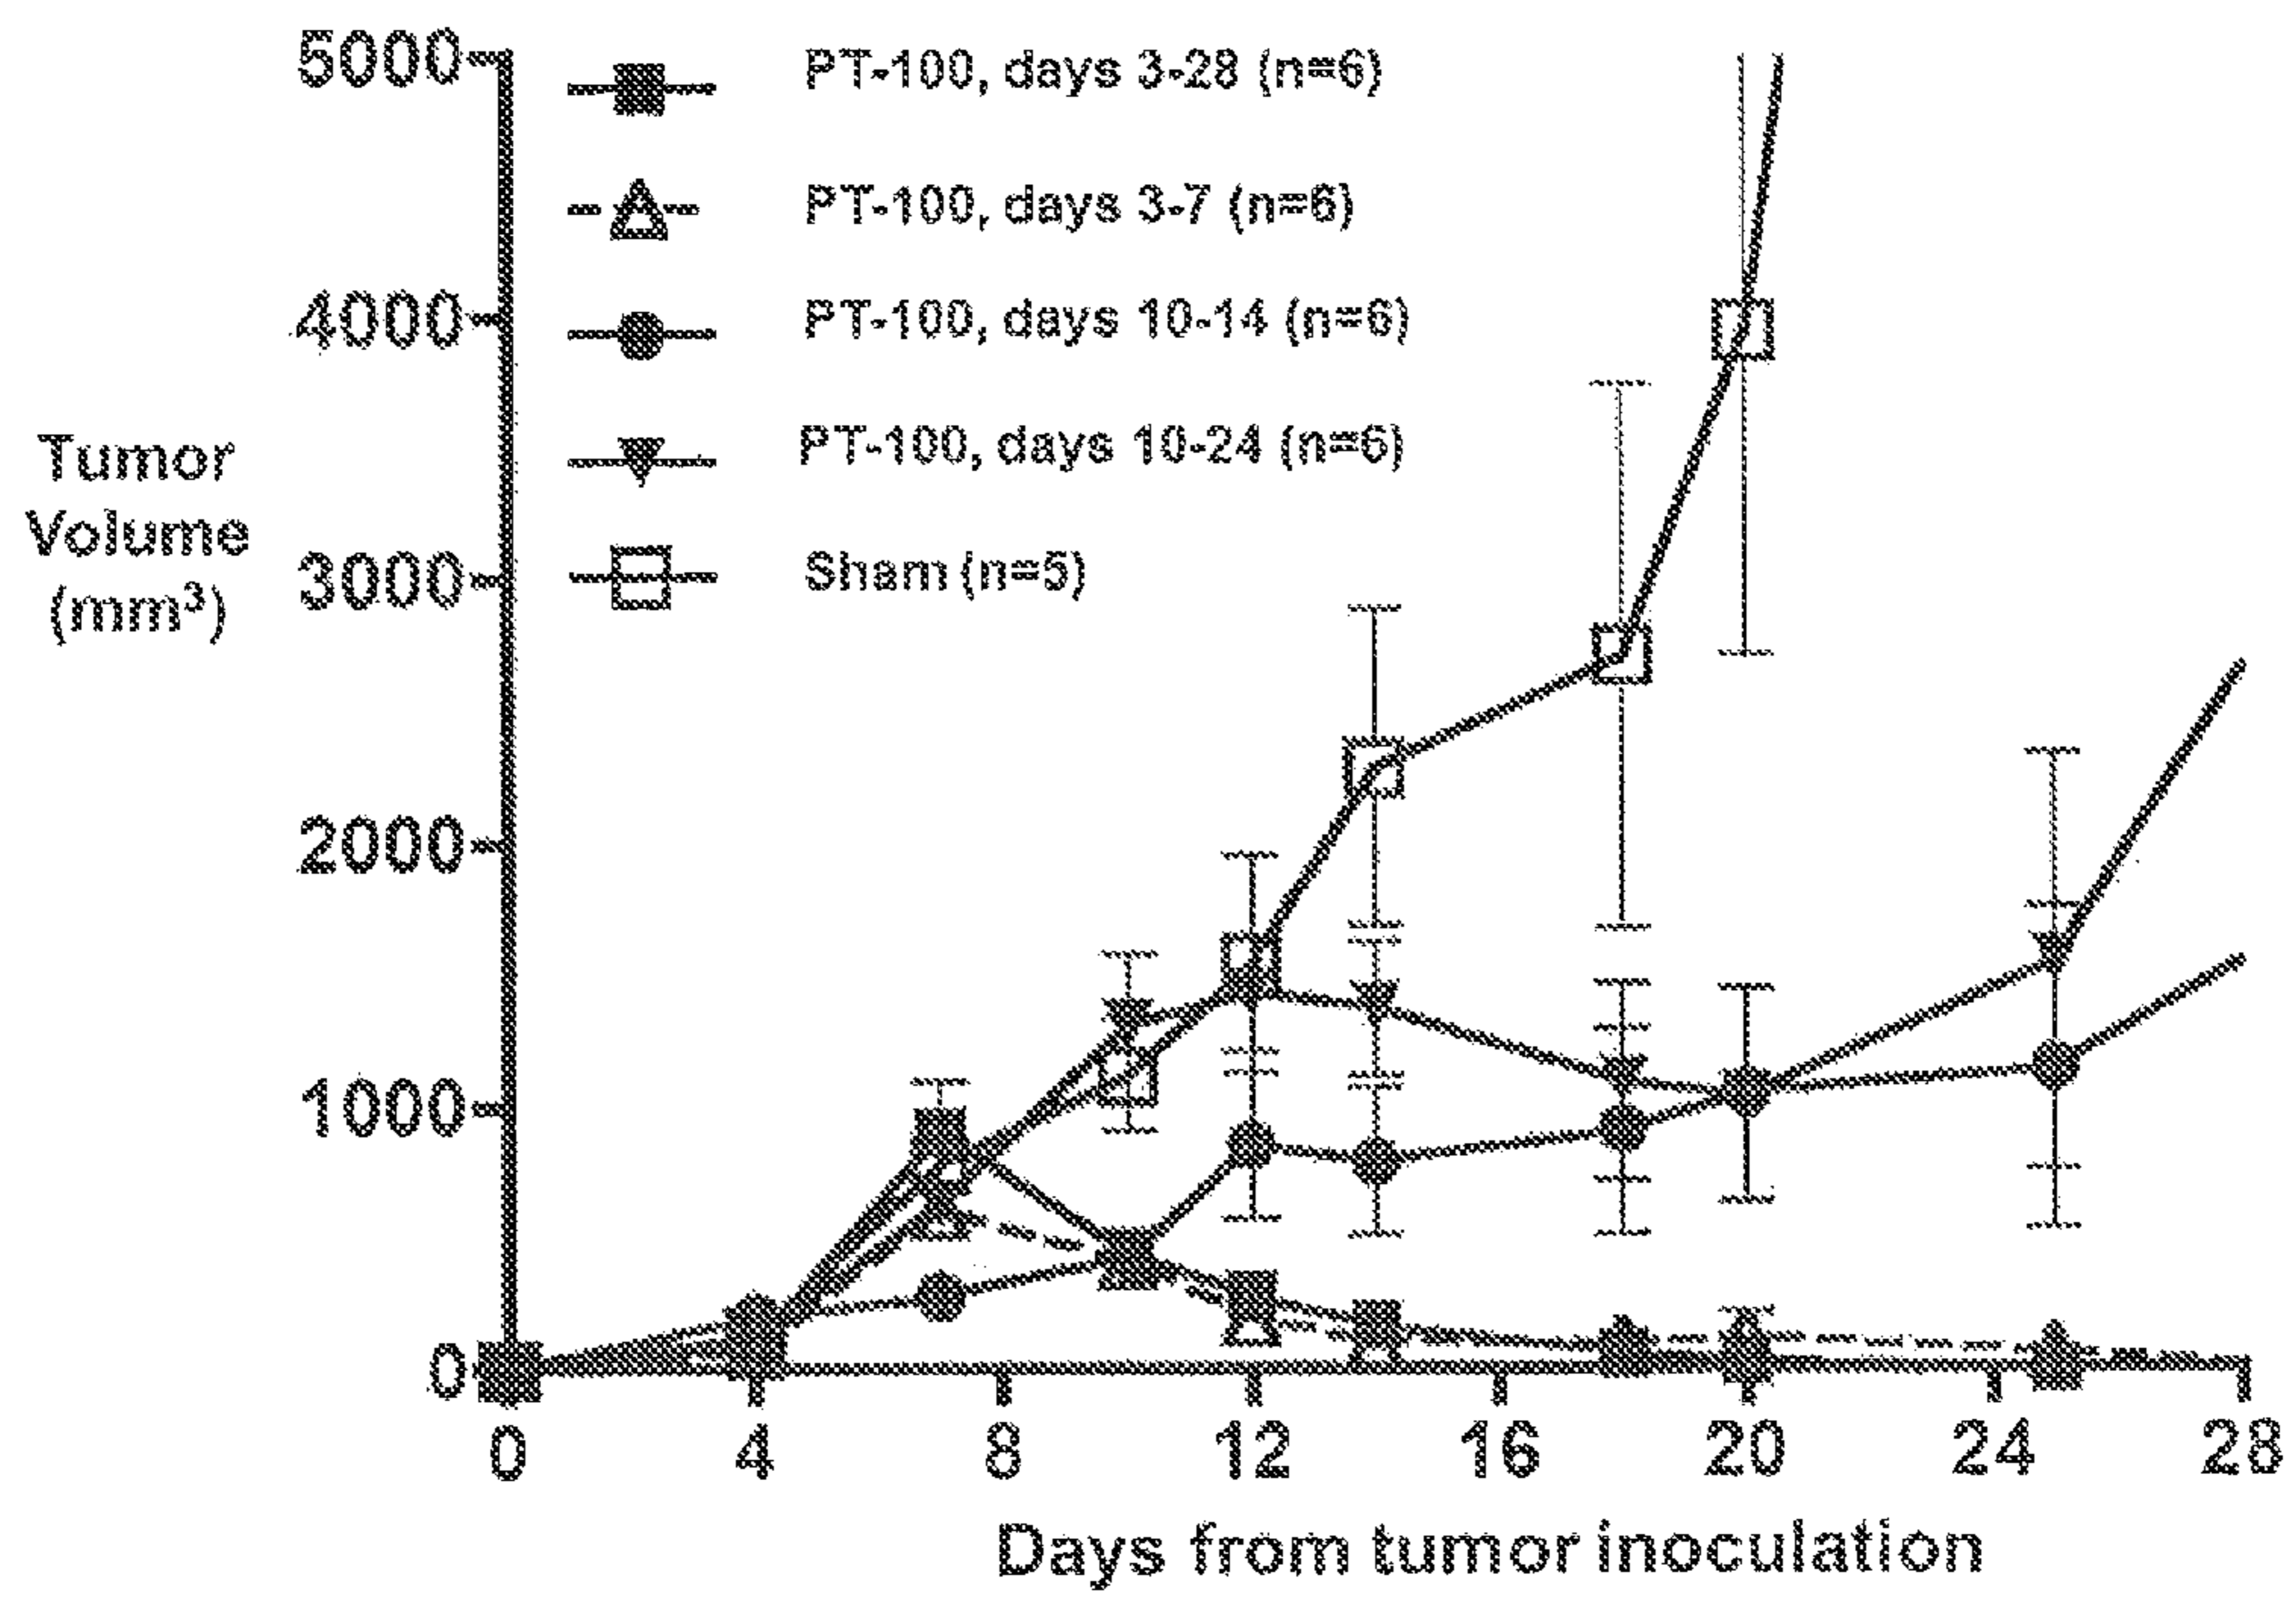 5000
4000
3000
2000
1000
0
Tumor
Volume
(mm³)
PT-100, days 3-28 (n=6)
PT-100, days 3-7 (n=6)
PT-100, days 10-14 (n=6)
PT-100, days 10-24 (n=6)
Sham (n=5)
0 4 8 12 16 20 24 28
Days from tumor inoculation